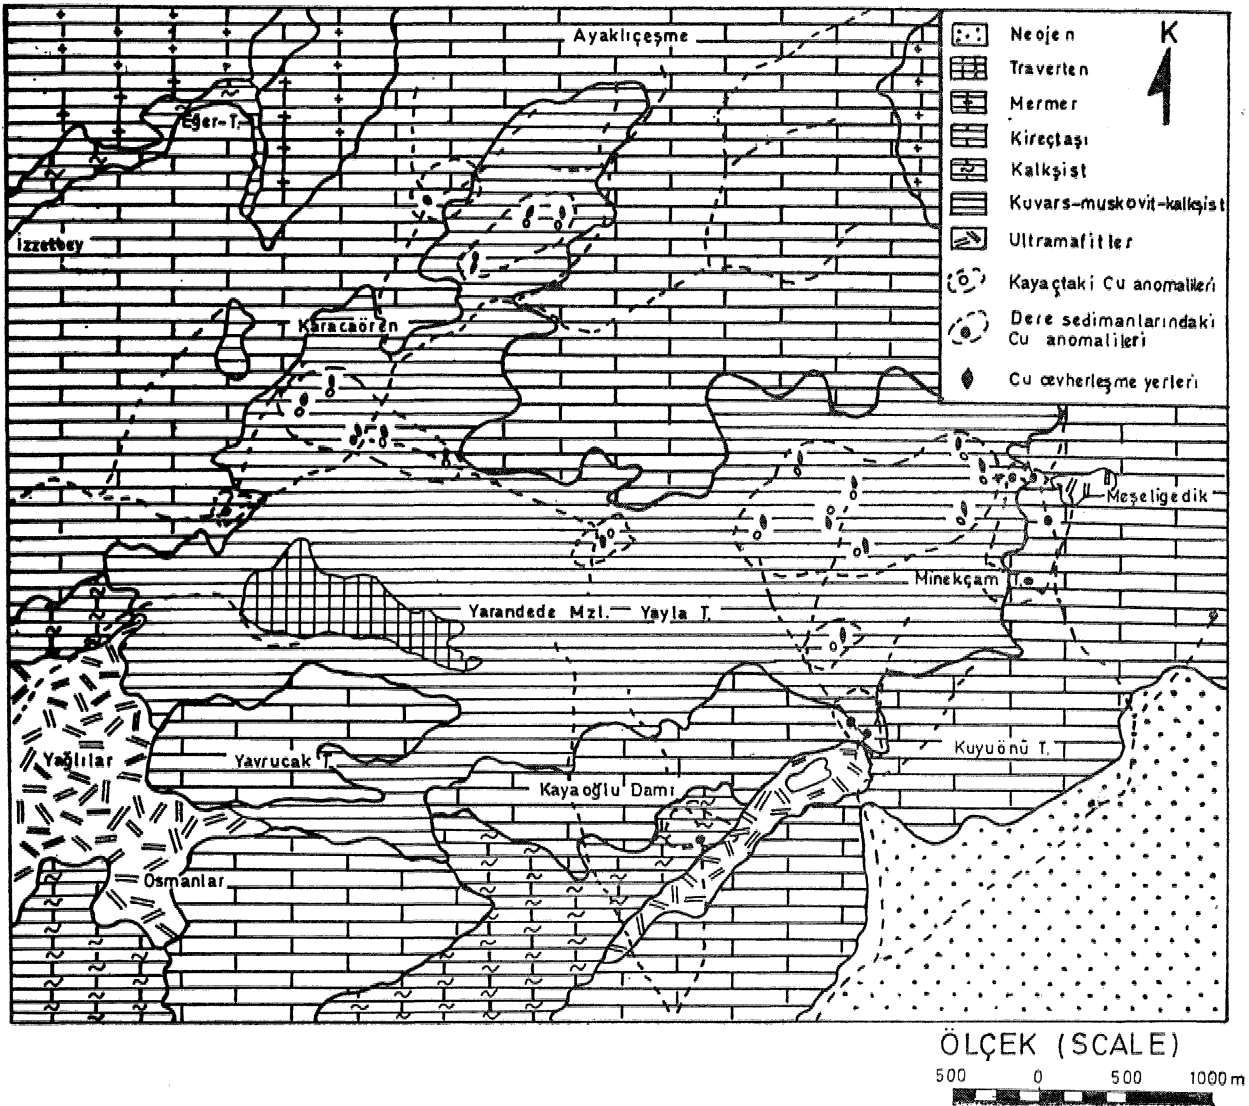 Ayaklıçeşme
Eğer-T.
İzzetbey
Karacaören
Meşeligedik
Minekçam
Yarandede Mzl. Yayla T.
Yağlılar
Yavrucak T.
Kayaoğlu Damı
Kuyuönü T.
Osmanlar
K
Neojen
Traverten
Mermer
Kireçtaşı
Kalkşist
Kuvars-muskovit-kalkşist
Ultramafitler
Kayaçtaki Cu anomalileri
Dere sedimanlarındaki
Cu anomalileri
Cu cevherleşme yerleri
ÖLÇEK (SCALE)
500 0 500 1000 m